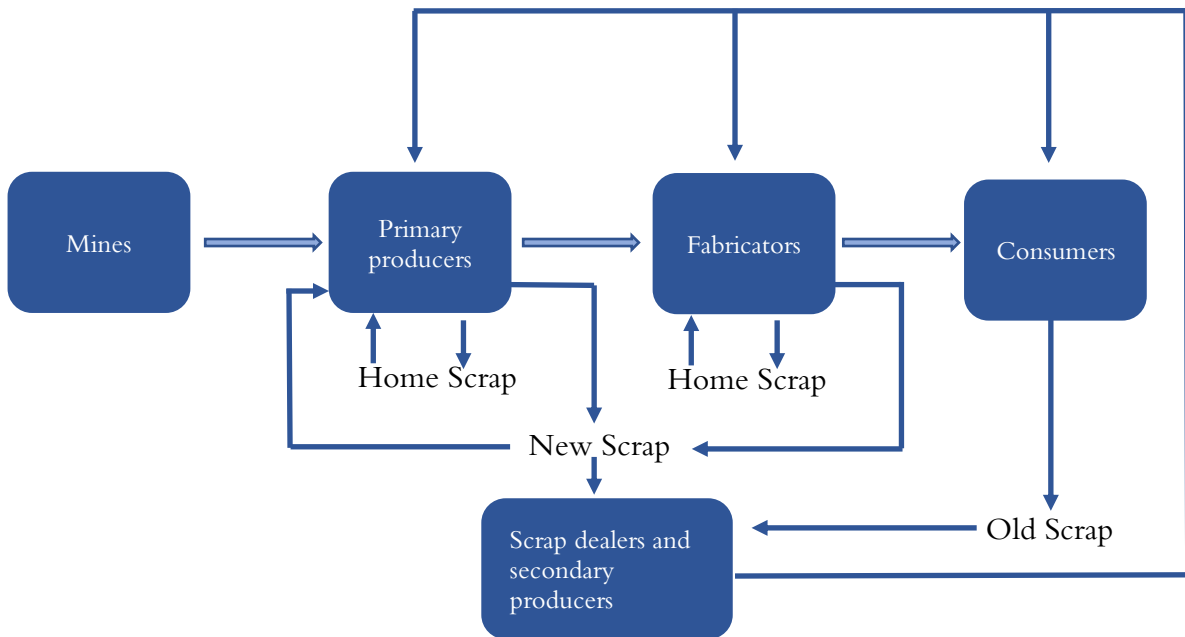 Mines
Primary
producers
Fabricators
Consumers
Home Scrap
Home Scrap
New Scrap
Old Scrap
Scrap dealers and
secondary
producers